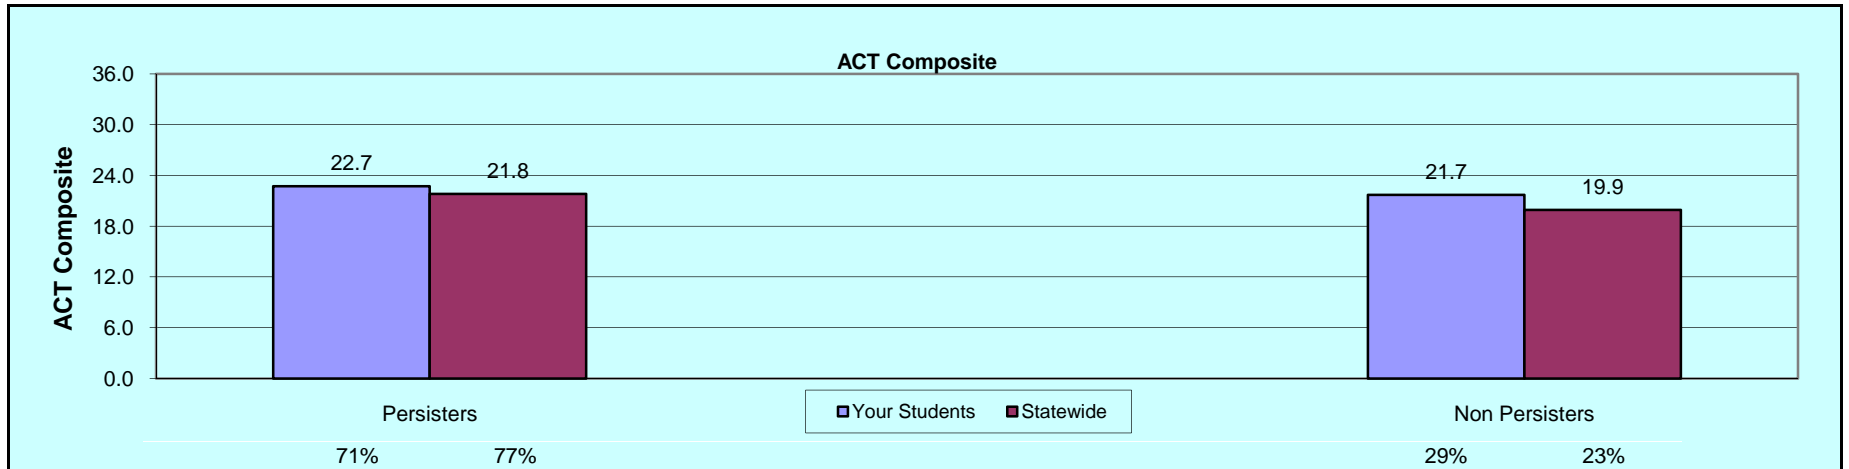 ACT Composite
ACT Composite
36.0
30.0
24.0
18.0
12.0
6.0
0.0
22.7
21.8
21.7
19.9
Persisters
Your Students Statewide
Non Persisters
71% 77% 29% 23%